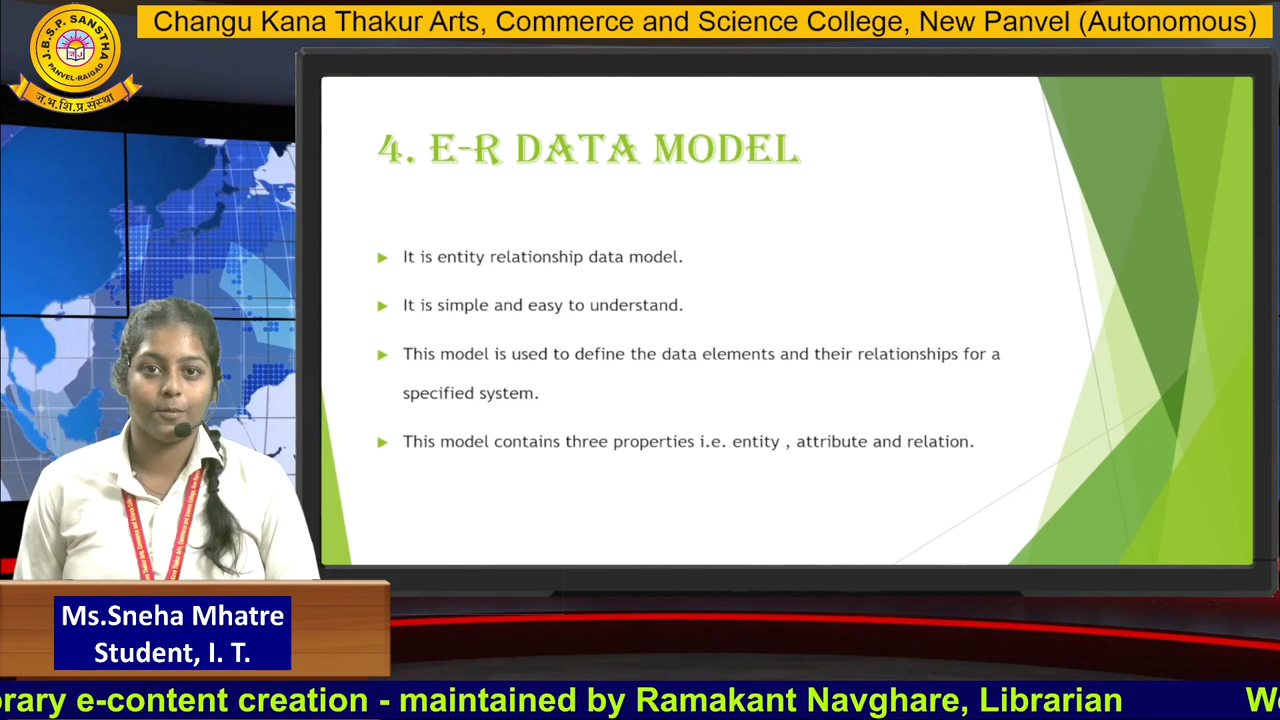 Changu Kana Thakur Arts, Commerce and Science College, New Panvel (Autonomous)
J.B.S.P. SANSTHA
PANVEL-RAIGAD
ज.भ.शि.प्र.संस्था
4. E-R DATA MODEL
It is entity relationship data model.
It is simple and easy to understand.
This model is used to define the data elements and their relationships for a
specified system.
This model contains three properties i.e. entity , attribute and relation.
Ms.Sneha Mhatre
Student, I. T.
e-content creation - maintained by Ramakant Navghare, Librarian